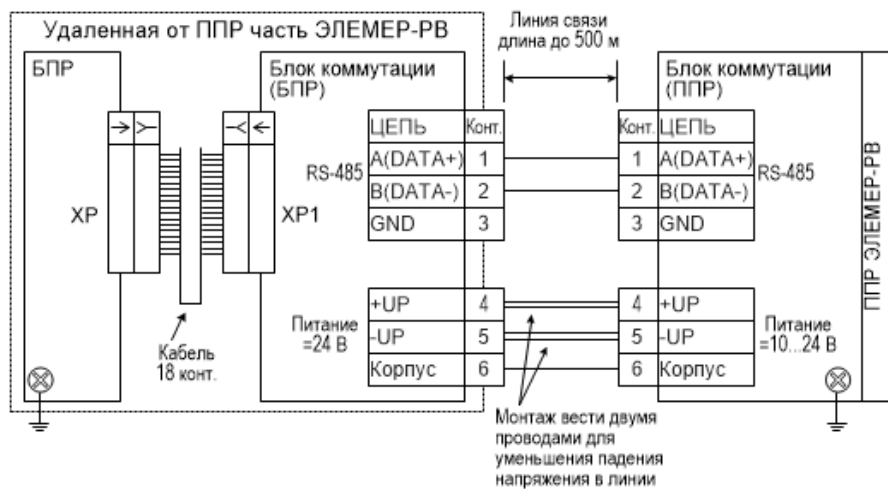 Удаленная от ППР часть ЭЛЕМЕР-РВ
Линия связи
длина до 500 м
БПР
Блок коммутации
(БПР)
Блок коммутации
(ППР)
ЦЕПЬ Конт.
A(DATA+) 1
B(DATA-) 2
GND 3
RS-485
Конт. ЦЕПЬ
1 A(DATA+)
2 B(DATA-)
3 GND
RS-485
XP
XP1
Кабель
18 конт.
Питание
=24 В
+UP 4
-UP 5
Корпус 6
4 +UP
5 -UP
6 Корпус
Питание
=10...24 В
ППР ЭЛЕМЕР-РВ
Монтаж вести двумя
проводами для
уменьшения падения
напряжения в линии